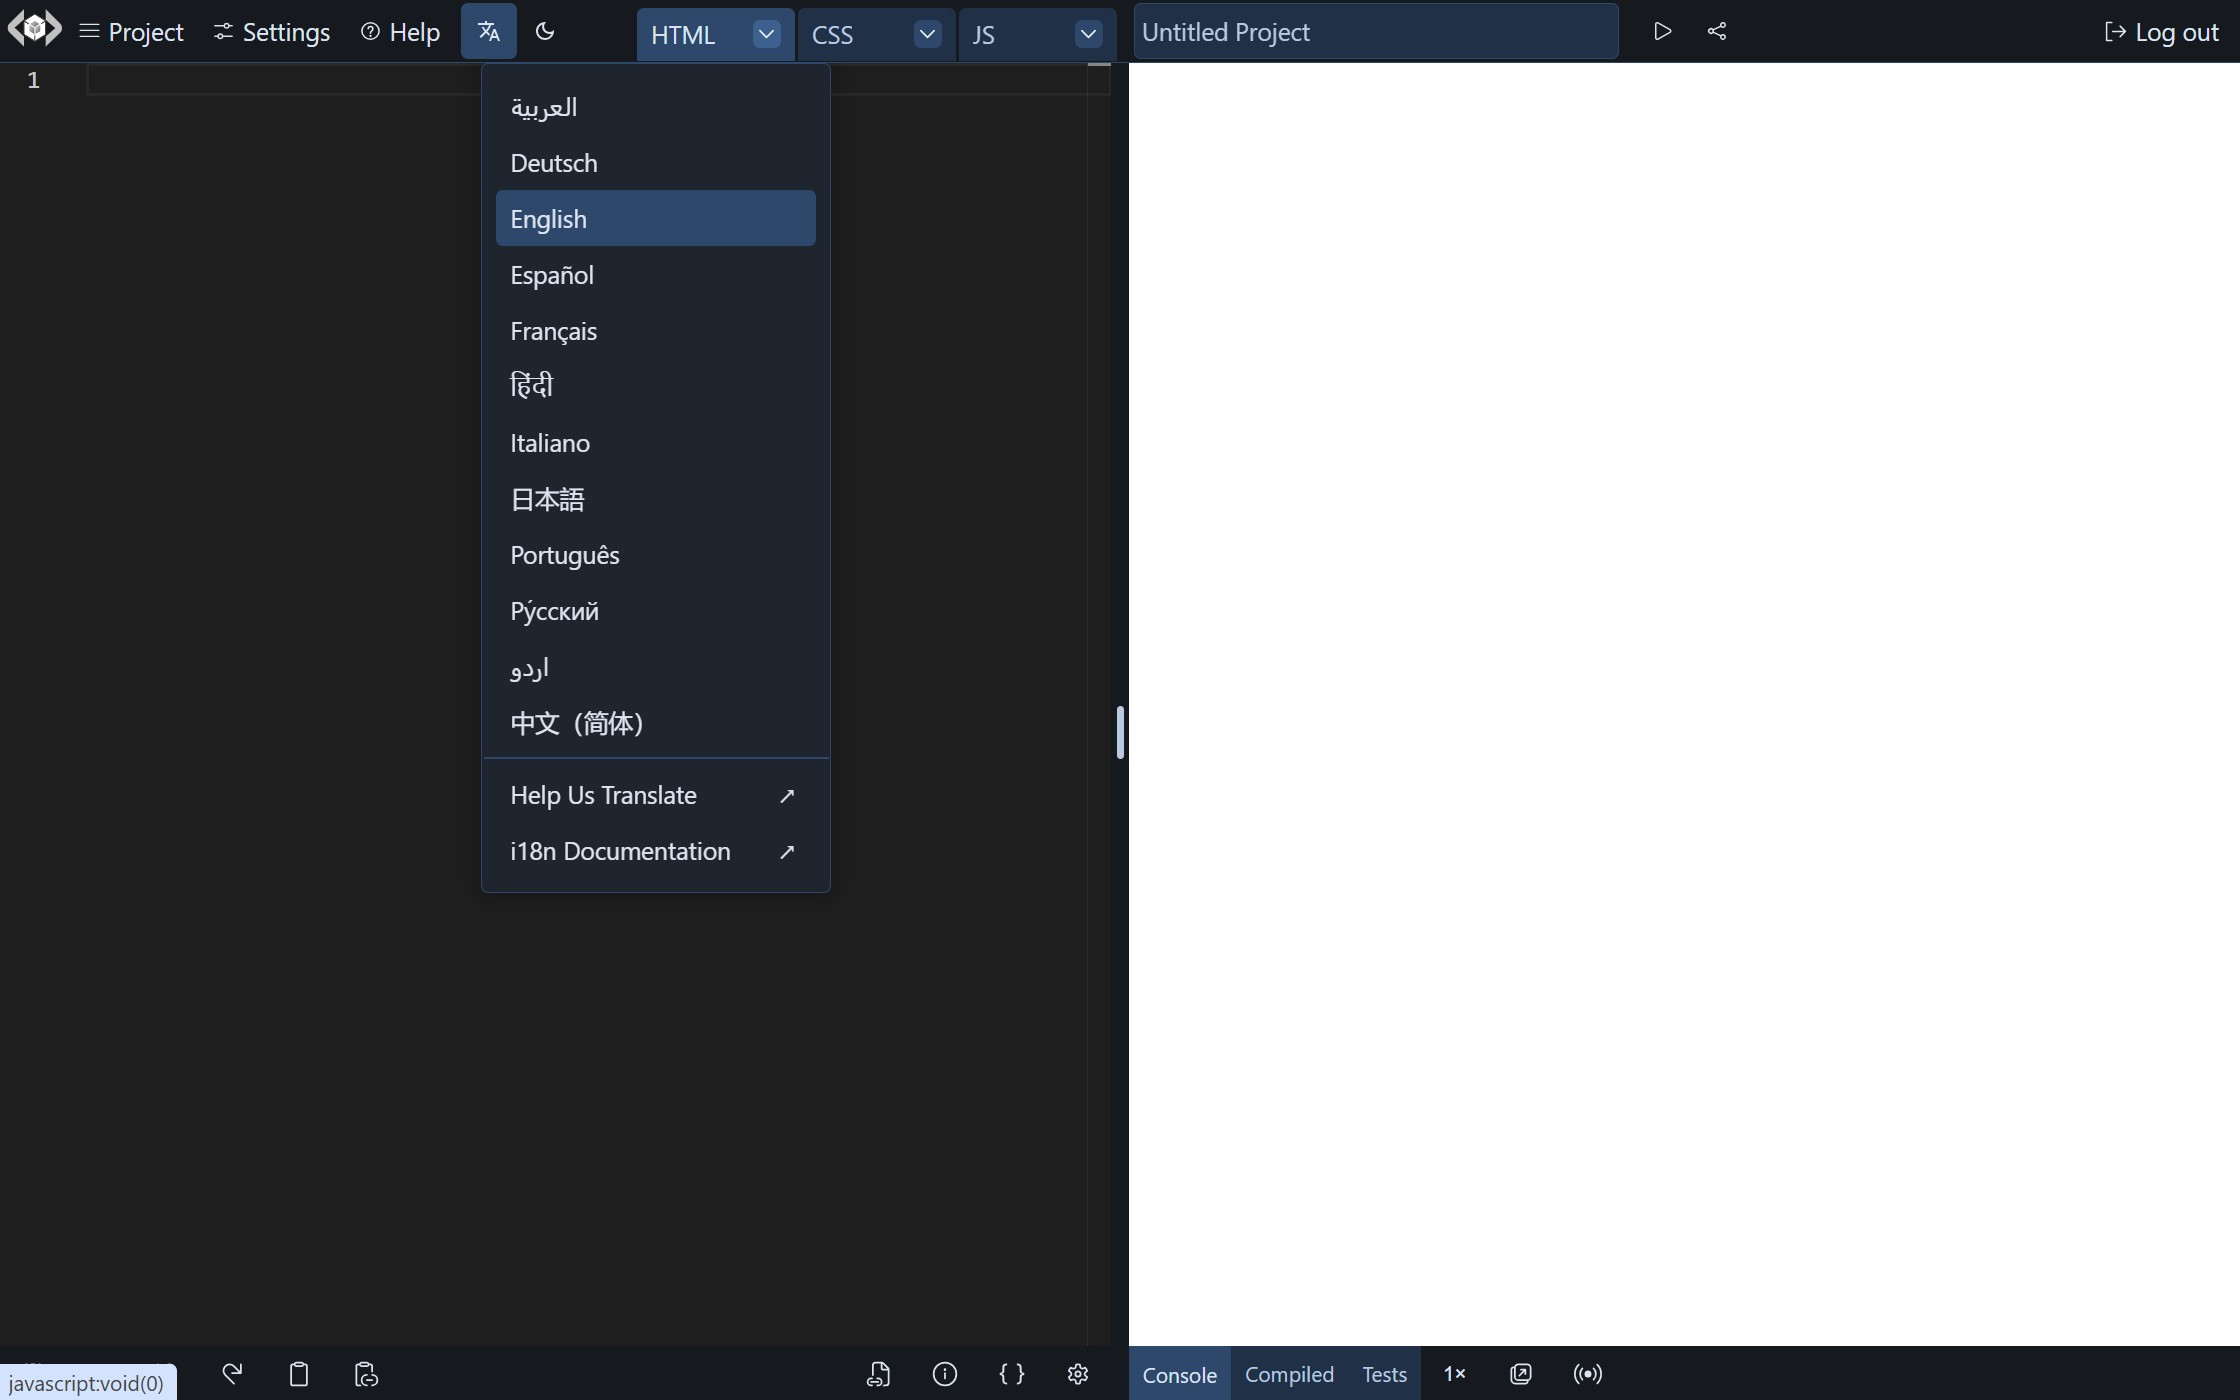 Project
Settings
Help
HTML
CSS
JS
Untitled Project
Log out
1
العربية
Deutsch
English
Español
Français
हिंदी
Italiano
日本語
Português
Ру́сский
اردو
中文（简体）
Help Us Translate
i18n Documentation
javascript:void(0)
Console
Compiled
Tests
1×